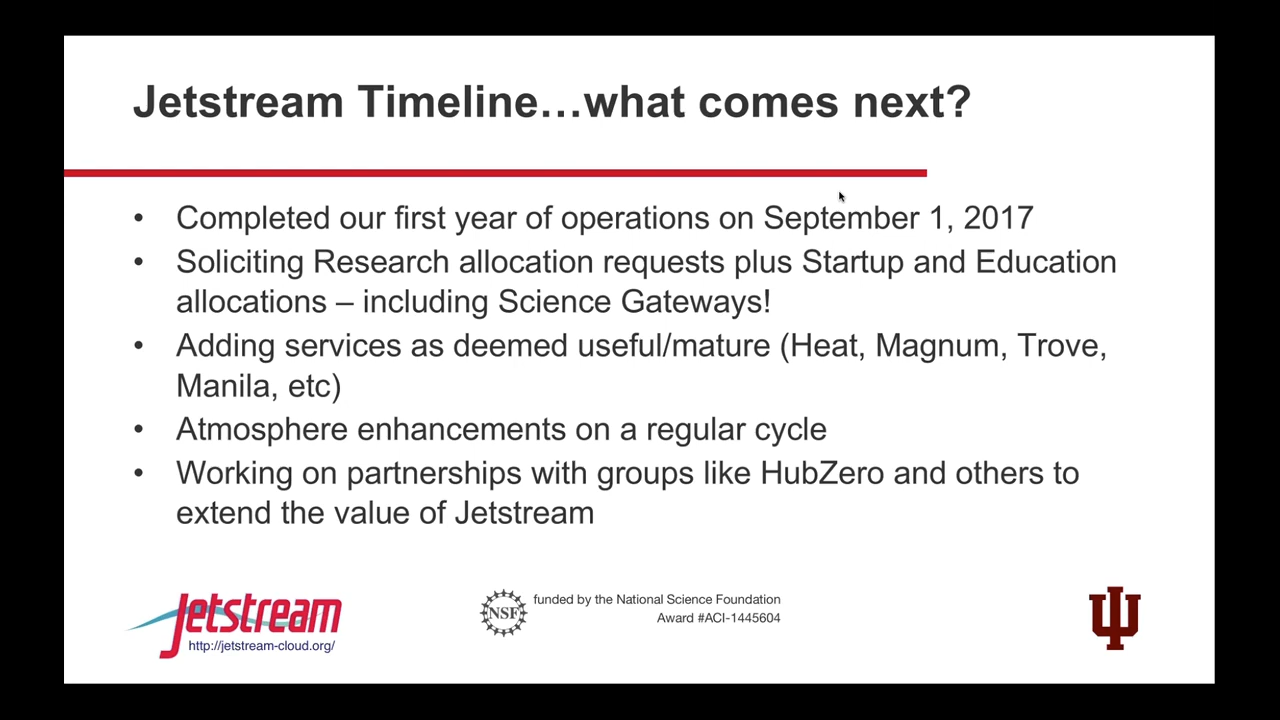 Jetstream Timeline…what comes next?
• Completed our first year of operations on September 1, 2017
• Soliciting Research allocation requests plus Startup and Education
allocations – including Science Gateways!
• Adding services as deemed useful/mature (Heat, Magnum, Trove,
Manila, etc)
• Atmosphere enhancements on a regular cycle
• Working on partnerships with groups like HubZero and others to
extend the value of Jetstream
Jetstream
http://jetstream-cloud.org/
NSF
funded by the National Science Foundation
Award #ACI-1445604